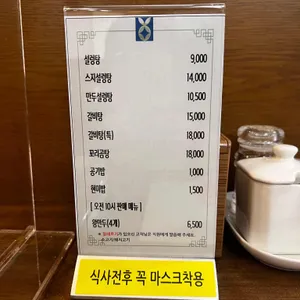 설렁탕 9,000
스지설렁탕 14,000
만두설렁탕 10,500
갈비탕 15,000
갈비탕(특) 18,000
꼬리곰탕 18,000
공기밥 1,000
현미밥 1,500
[ 오전 10시 판매 메뉴 ]
왕만두(4개) 6,500
식사전후 꼭 마스크착용